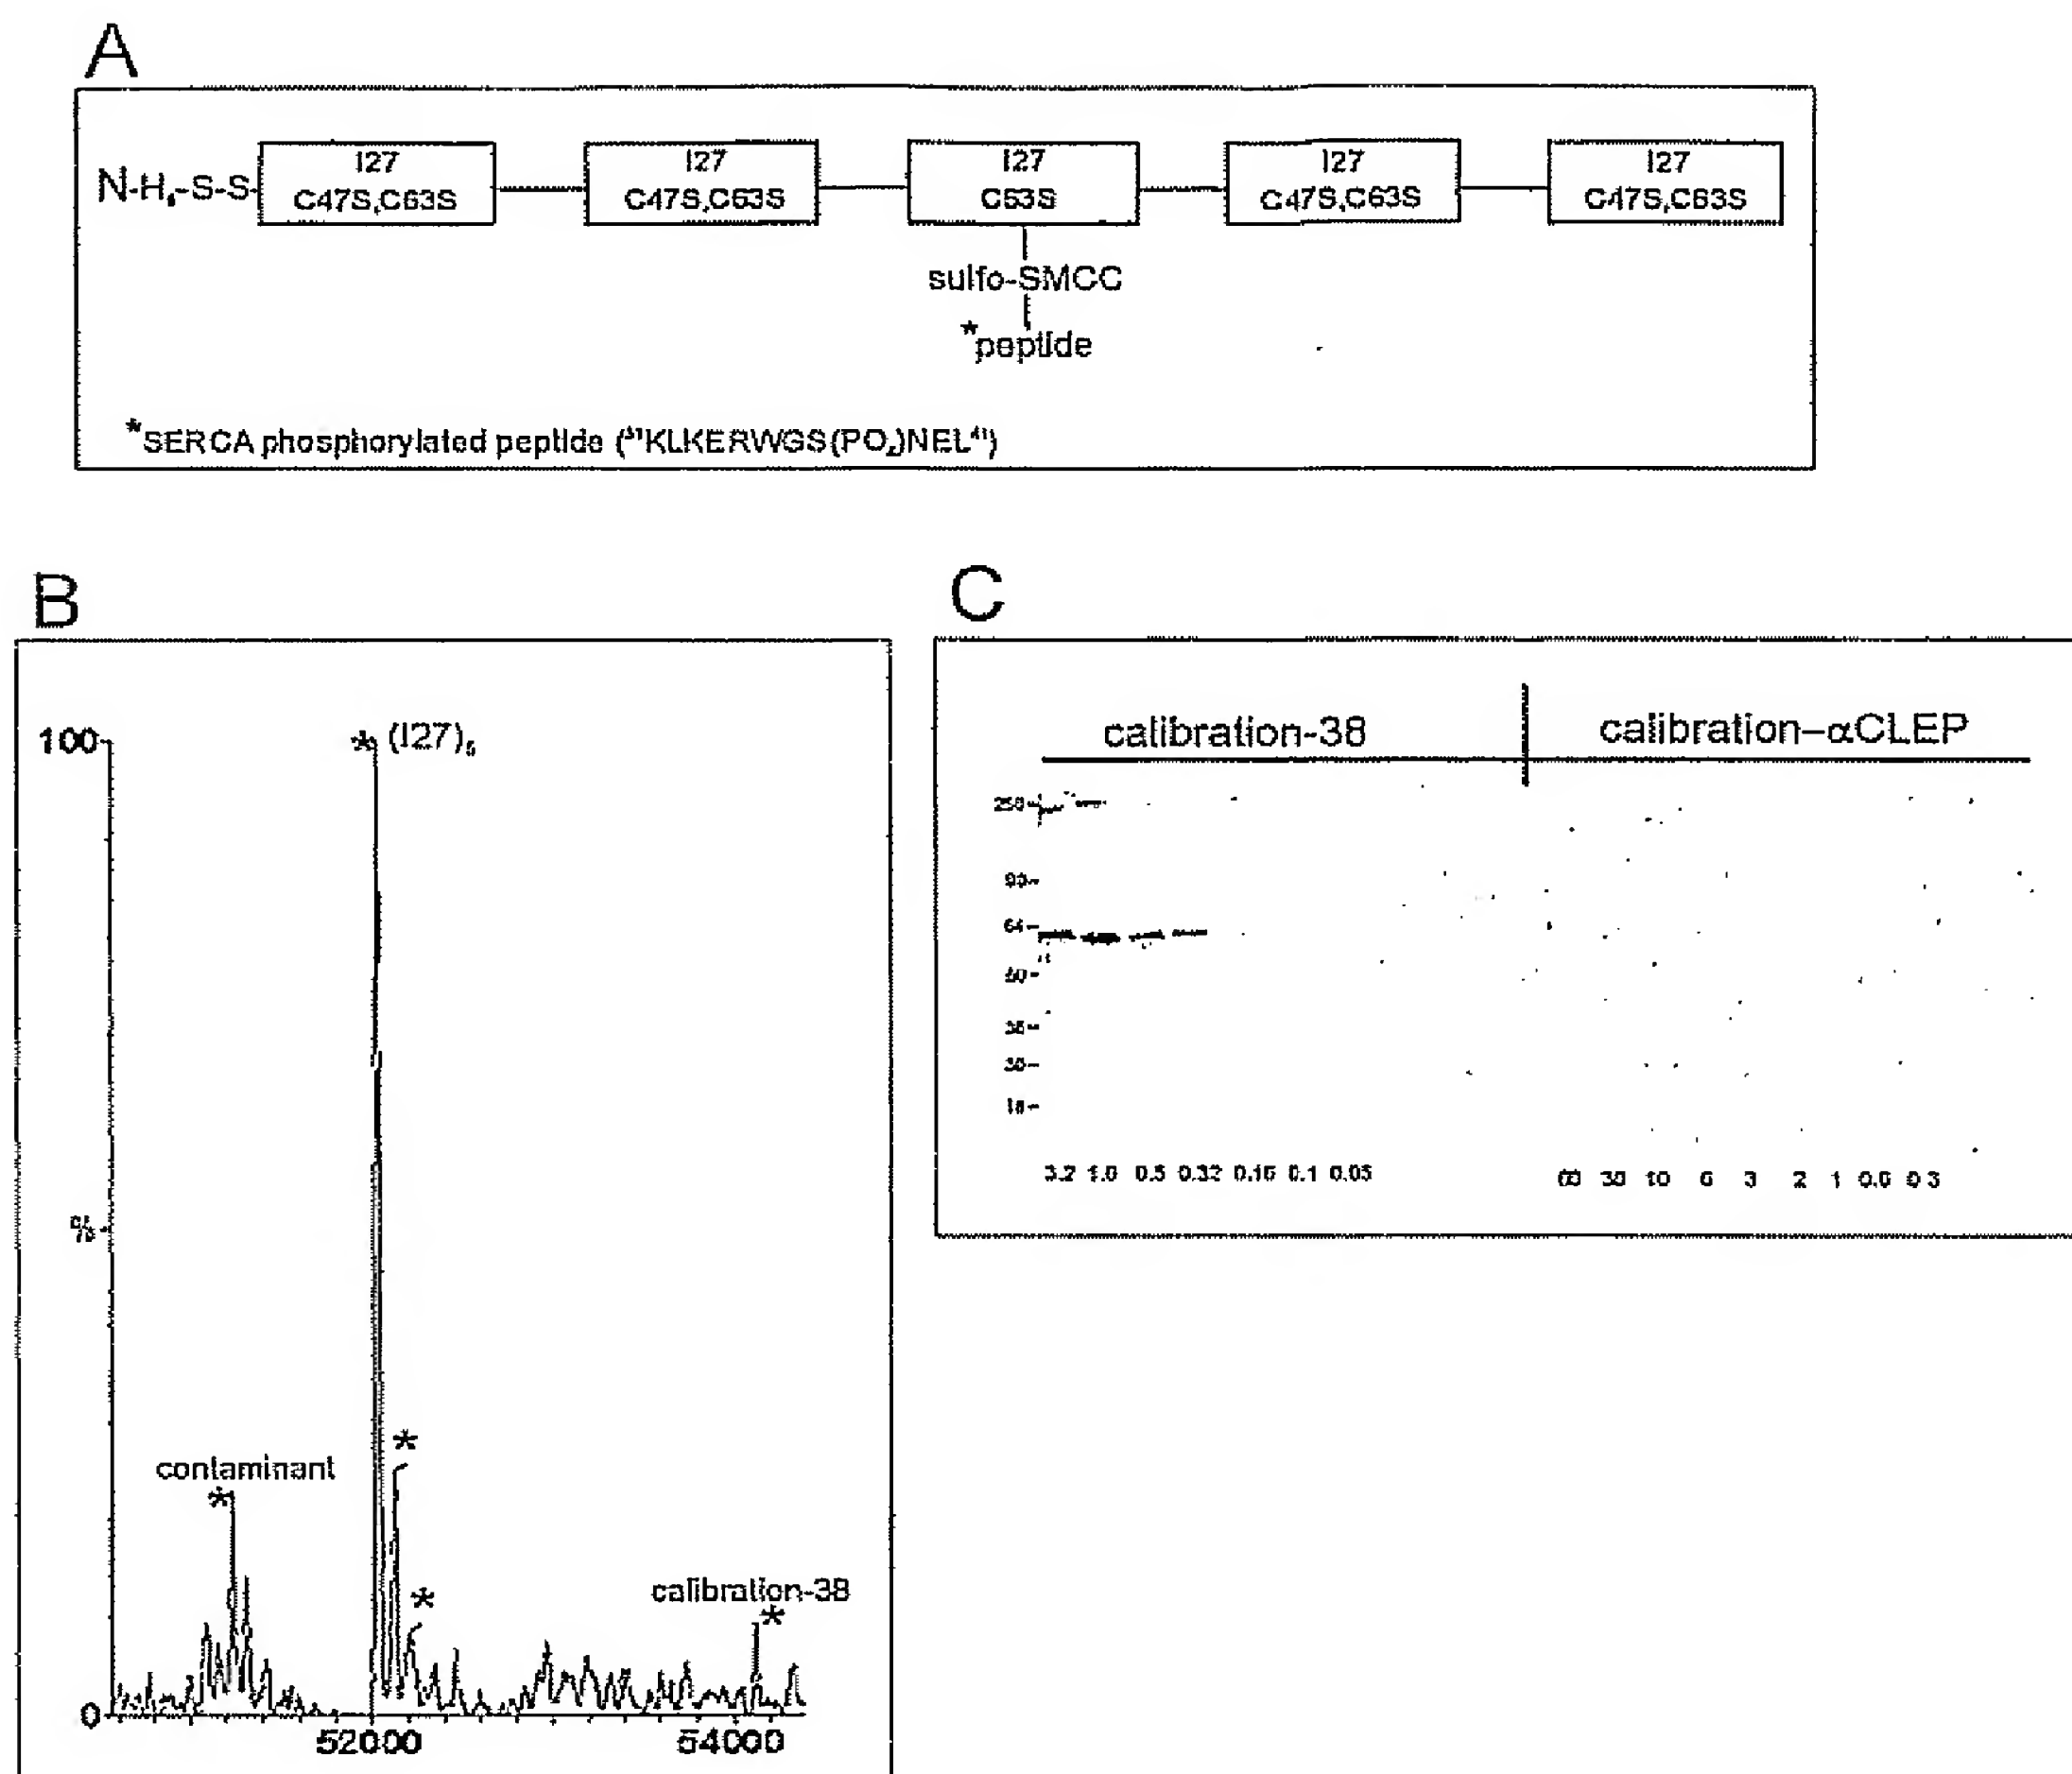 A
I27 I27 I27 I27 I27
N-H₆-S-S- C47S,C63S C47S,C63S C63S C47S,C63S C47S,C63S
sulfo-SMCC
*peptide
*SERCA phosphorylated peptide (KLKERWGS(PO₄)NEL)
B
100
* (I27)₅
%
*
contaminant
*
*
calibration-38
*
0
52000 54000
C
calibration-38 calibration–αCLEP
250
64
3.2 1.0 0.5 0.32 0.16 0.1 0.05 30 10 6 3 2 1 0.3